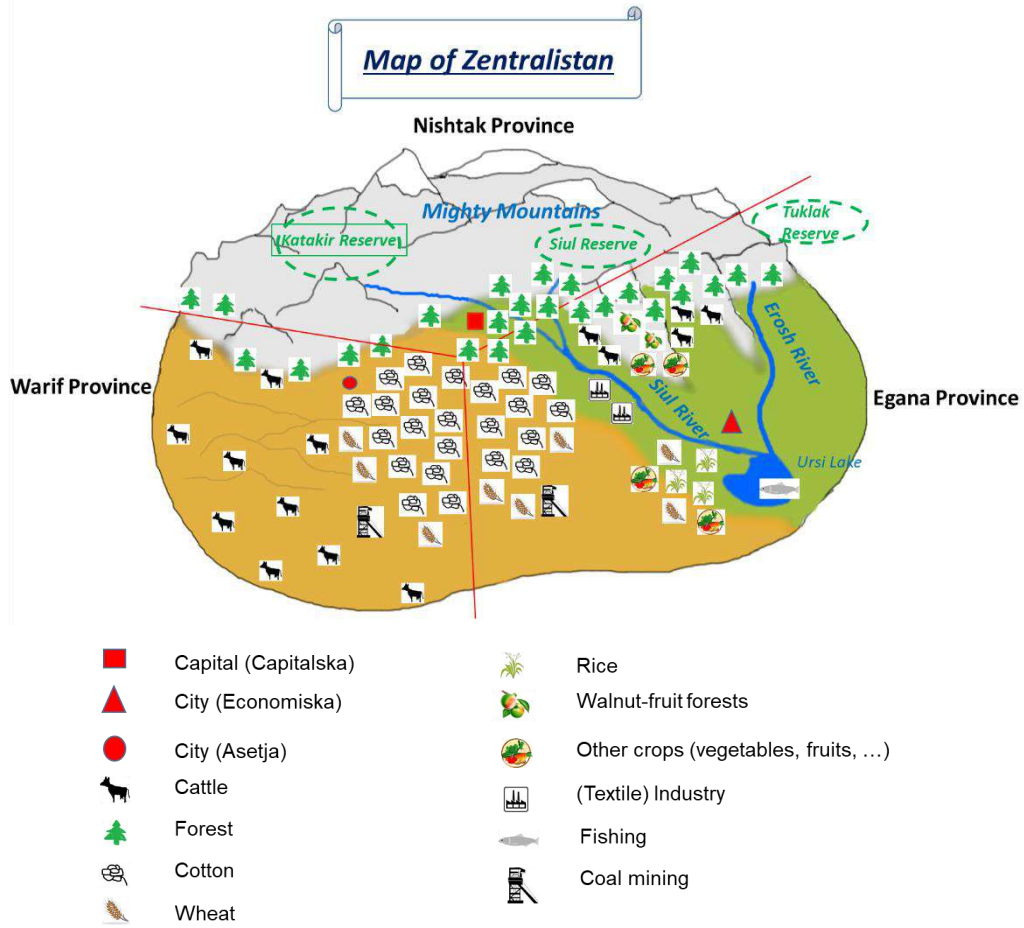 Map of Zentralistan
Nishtak Province
Mighty Mountains
Tuklak
Reserve
Katakir Reserve
Siul Reserve
Erosh River
Warif Province
Siul River
Egana Province
Ursi Lake
Capital (Capitalska)
City (Economiska)
City (Asetja)
Cattle
Forest
Cotton
Wheat
Rice
Walnut-fruit forests
Other crops (vegetables, fruits, …)
(Textile) Industry
Fishing
Coal mining